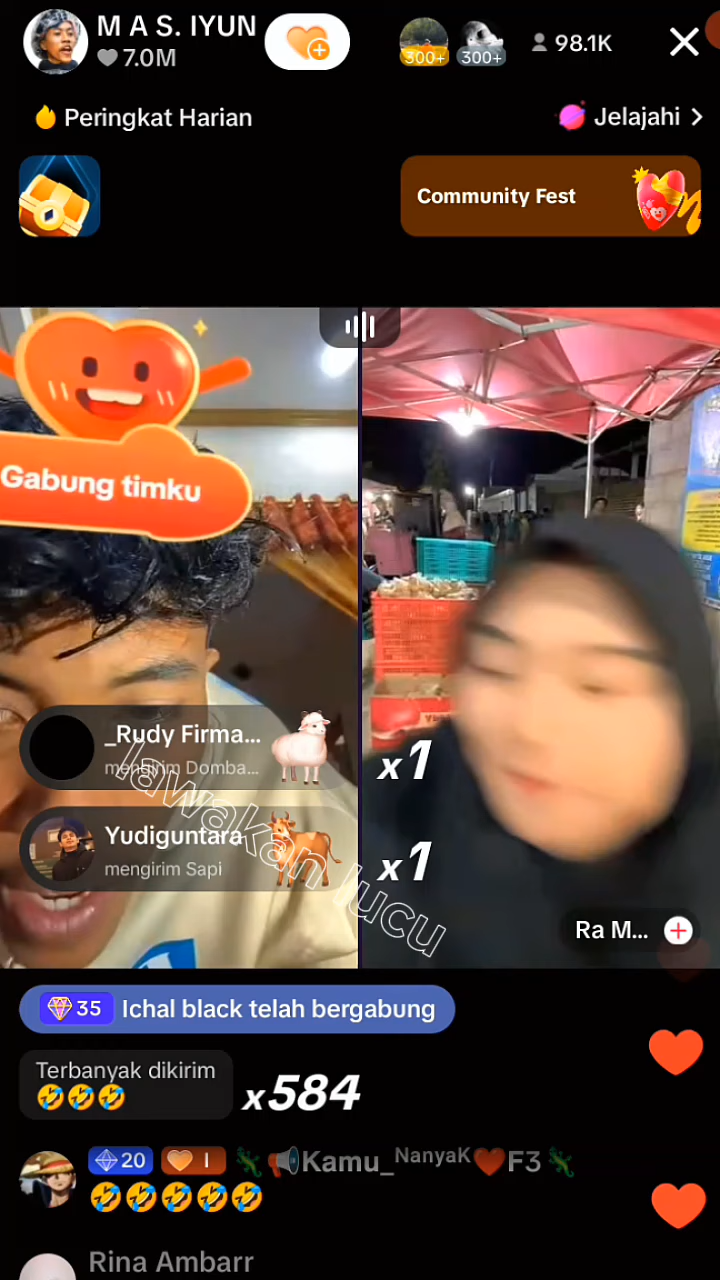 M A S. IYUN
7.0M
300+
300+
98.1K
Peringkat Harian
Jelajahi
Community Fest
Gabung timku
_Rudy Firma...
mengirim Domba...
x1
Yudiguntara
mengirim Sapi
x1
lawakan lucu
Ra M...
35 Ichal black telah bergabung
Terbanyak dikirim
🤣🤣🤣
x584
20 I 🦎📢Kamu_ᴺᵃⁿʸᵃᴷ❤️F3🦎
🤣🤣🤣🤣🤣
Rina Ambarr